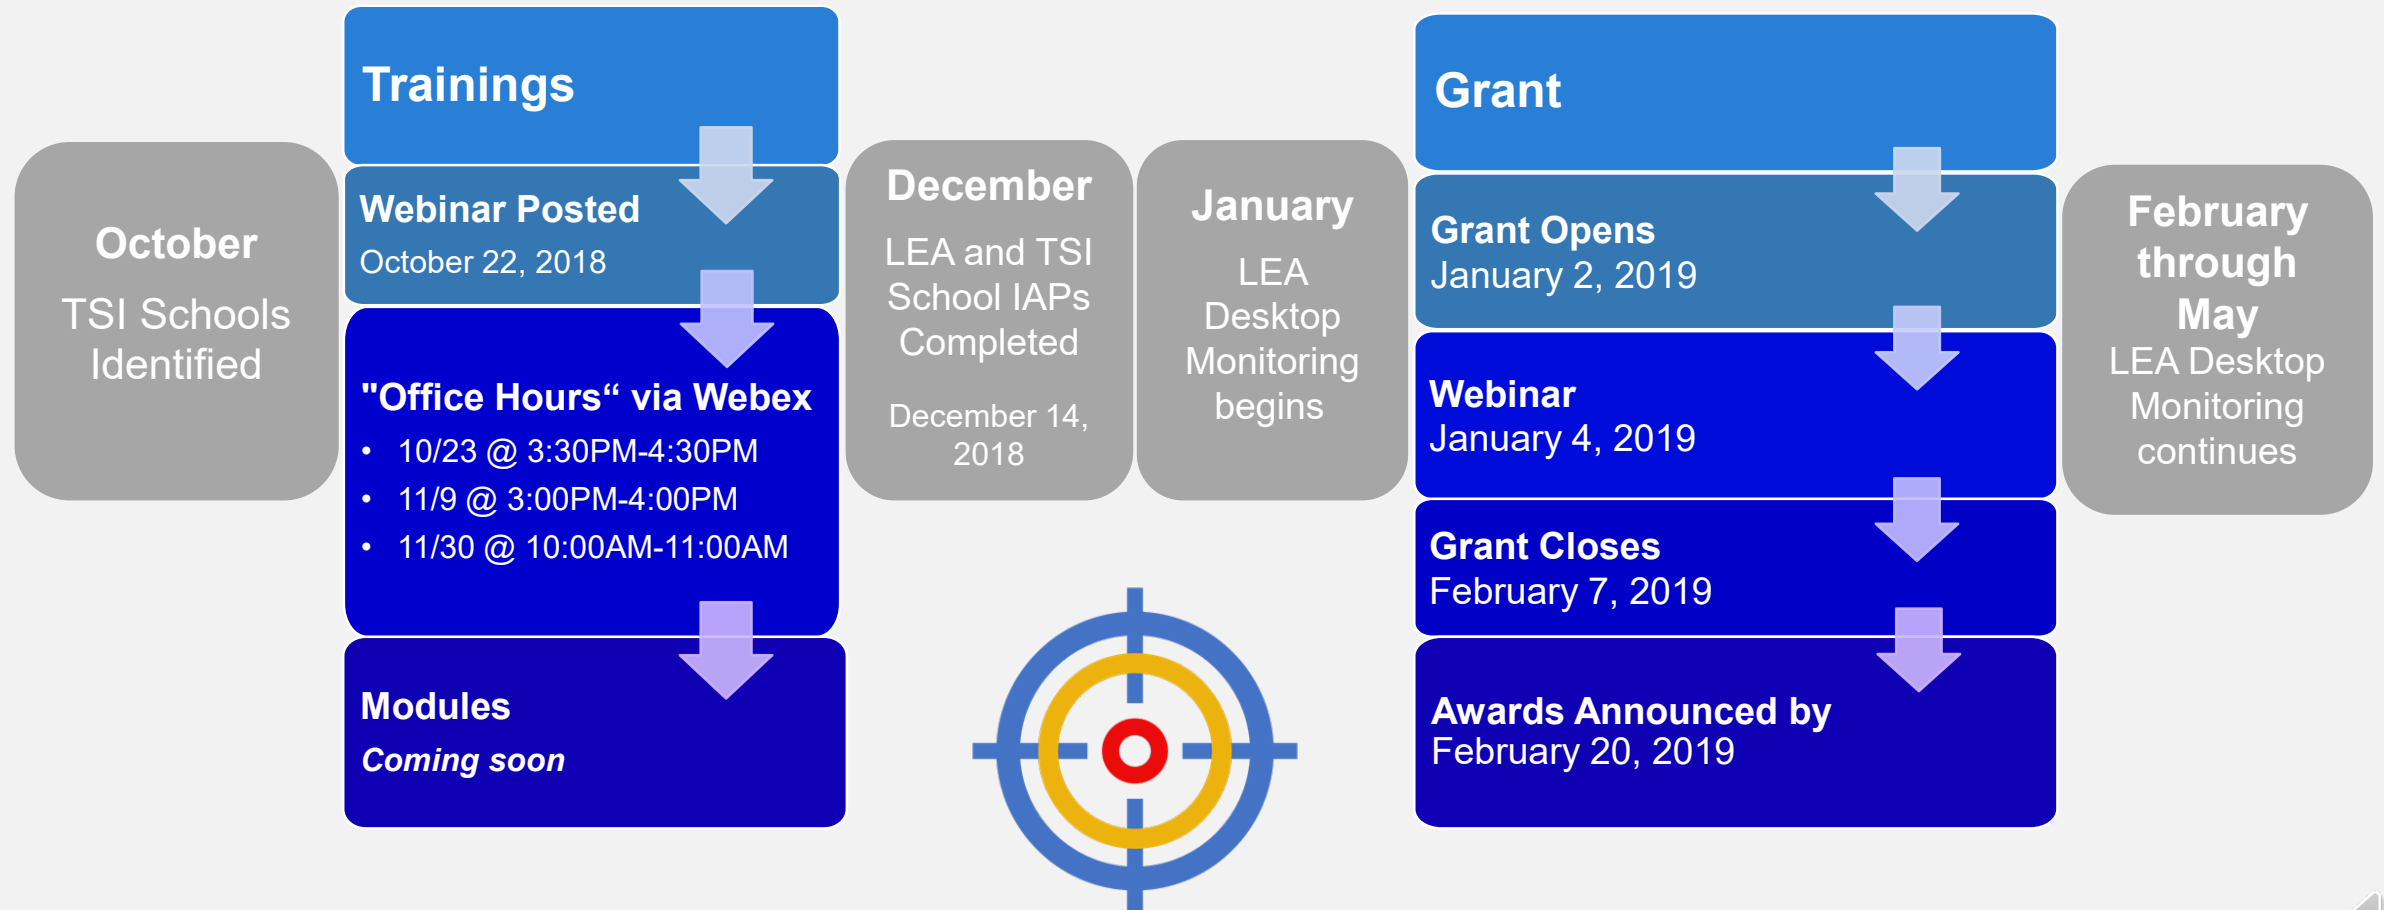 October
TSI Schools
Identified
Trainings
Webinar Posted
October 22, 2018
"Office Hours“ via Webex
• 10/23 @ 3:30PM-4:30PM
• 11/9 @ 3:00PM-4:00PM
• 11/30 @ 10:00AM-11:00AM
Modules
Coming soon
December
LEA and TSI
School IAPs
Completed
December 14,
2018
January
LEA
Desktop
Monitoring
begins
Grant
Grant Opens
January 2, 2019
Webinar
January 4, 2019
Grant Closes
February 7, 2019
Awards Announced by
February 20, 2019
February
through
May
LEA Desktop
Monitoring
continues